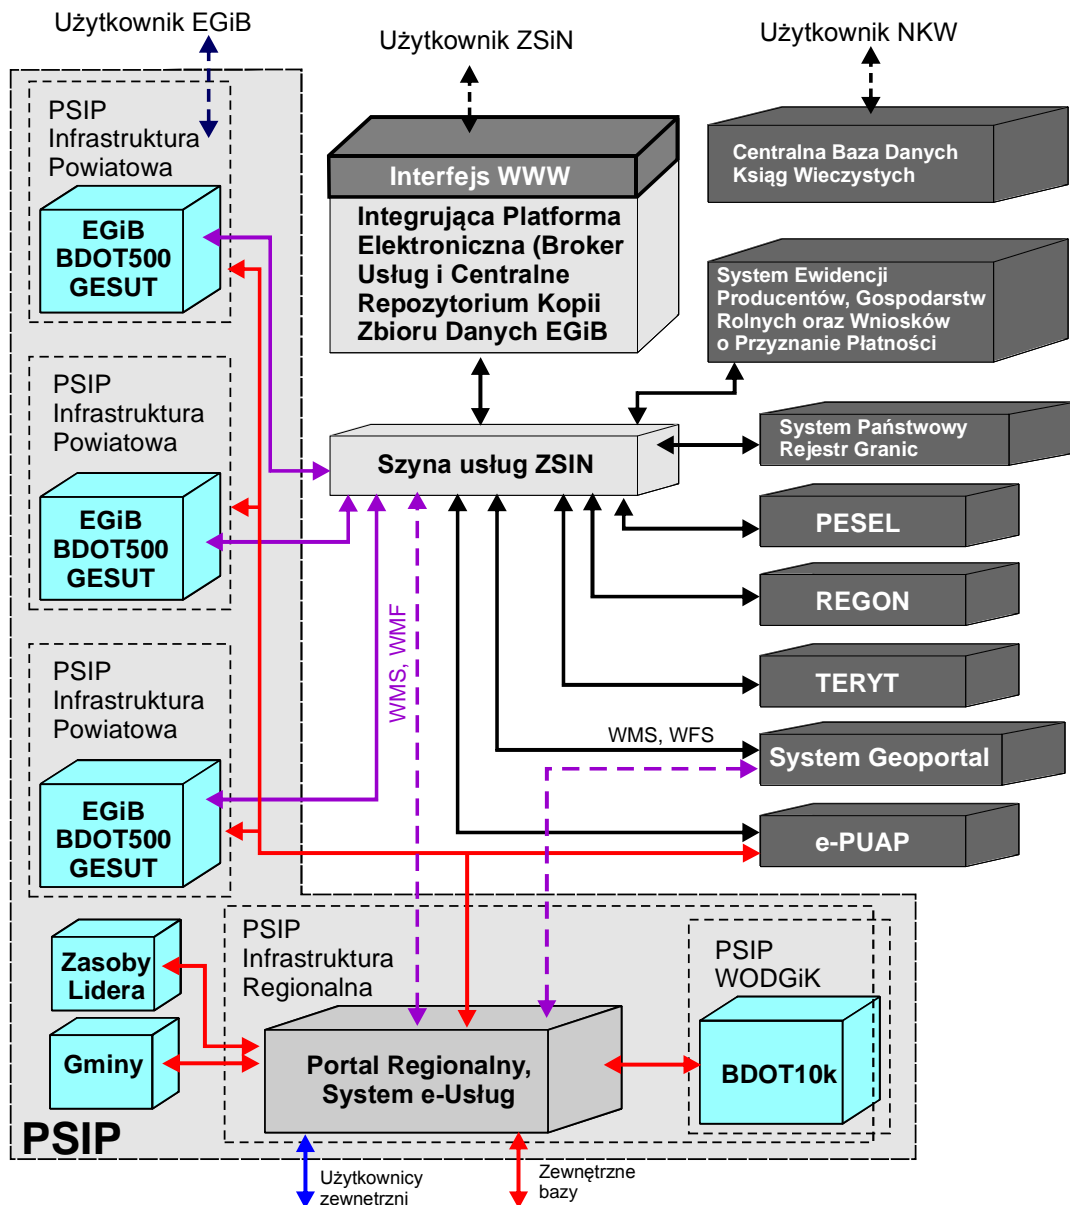 Użytkownik EGiB
Użytkownik ZSiN
Użytkownik NKW
PSIP
Infrastruktura
Powiatowa
EGiB
BDOT500
GESUT
Interfejs WWW
Integrująca Platforma
Elektroniczna (Broker
Usług i Centralne
Repozytorium Kopii
Zbioru Danych EGiB
Centralna Baza Danych
Ksiąg Wieczystych
System Ewidencji
Producentów, Gospodarstw
Rolnych oraz Wniosków
o Przyznanie Płatności
PSIP
Infrastruktura
Powiatowa
EGiB
BDOT500
GESUT
Szyna usług ZSIN
System Państwowy
Rejestr Granic
PESEL
REGON
TERYT
WMS, WMF
WMS, WFS
System Geoportal
e-PUAP
PSIP
Infrastruktura
Powiatowa
EGiB
BDOT500
GESUT
Zasoby
Lidera
Gminy
PSIP
Infrastruktura
Regionalna
Portal Regionalny,
System e-Usług
PSIP
WODGiK
BDOT10k
PSIP
Użytkownicy
zewnetrzni
Zewnętrzne
bazy